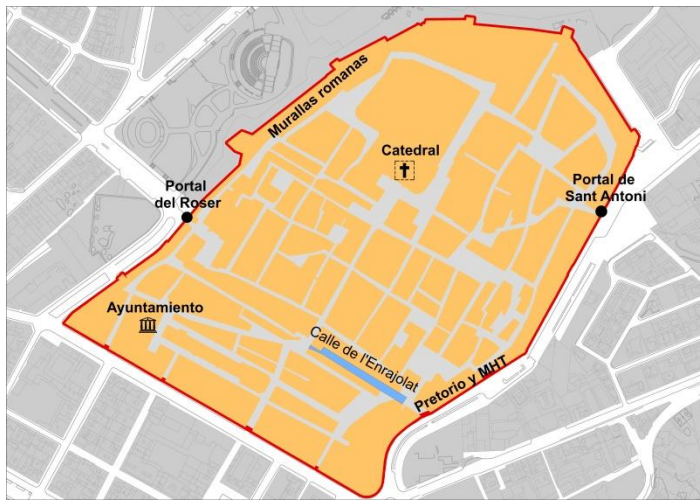 Murallas romanas
Catedral
Portal
del Roser
Portal de
Sant Antoni
Ayuntamiento
Calle de l'Enrajolat
Pretorio y MHT